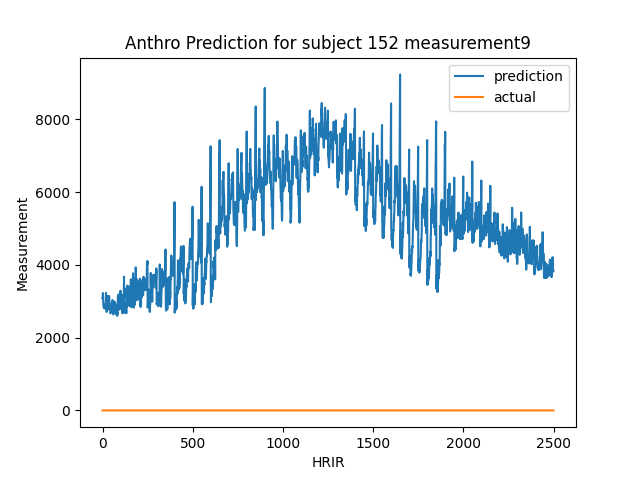 Anthro Prediction for subject 152 measurement9
prediction
actual
Measurement
8000
6000
4000
2000
0
0 500 1000 1500 2000 2500
HRIR